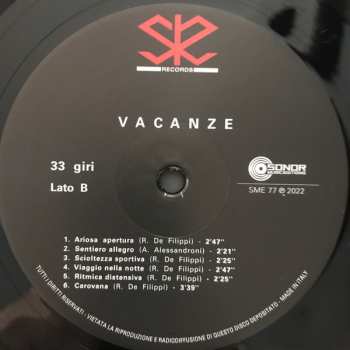 RECORDS
VACANZE
33 giri
Lato B
SONOR
MUSIC EDITIONS
SME 77 ℗ 2022
1. Ariosa apertura (R. De Filippi) - 2'47"
2. Sentiero allegro (A. Alessandroni) - 2'21"
3. Scioltezza sportiva (R. De Filippi) - 2'25"
4. Viaggio nella notte (R. De Filippi) - 2'47"
5. Ritmica distensiva (R. De Filippi) - 2'25"
6. Carovana (R. De Filippi) - 3'39"
TUTTI DIRITTI RISERVATI - VIETATA LA RIPRODUZIONE E RADIODIFFUSIONE DI QUESTO DISCO DEPOSITATO - MADE IN ITALY